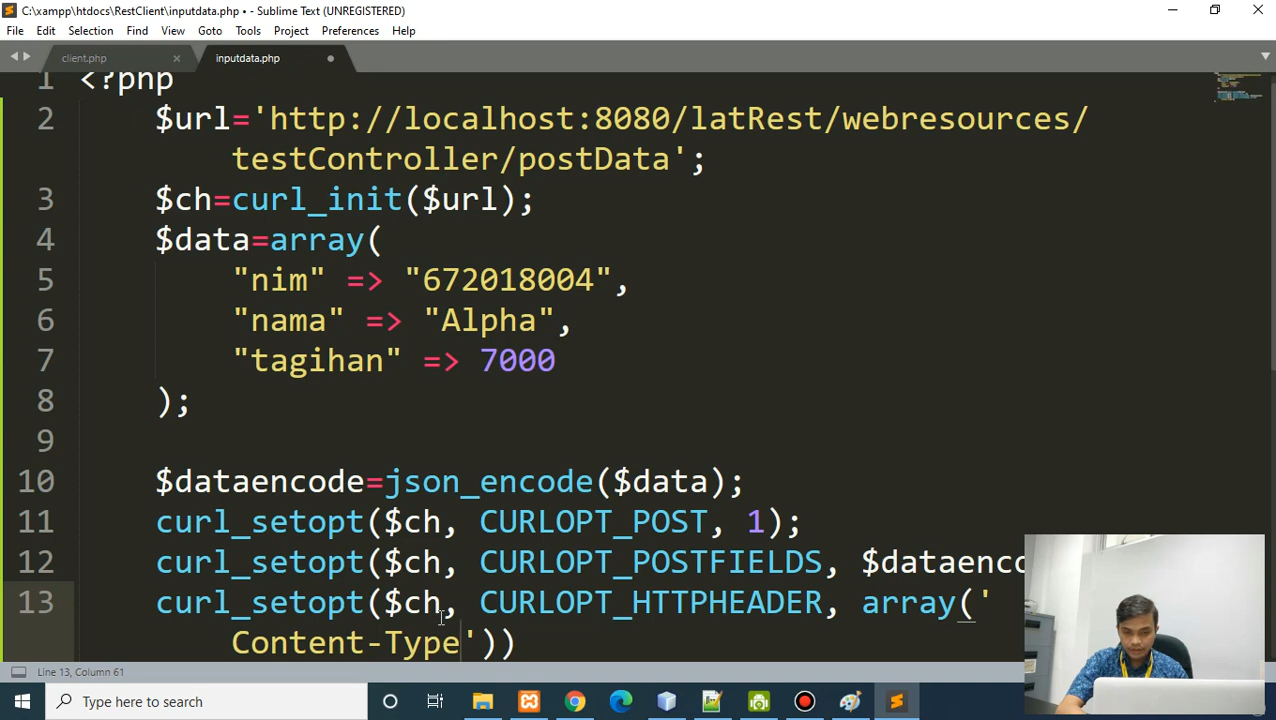 C:\xampp\htdocs\RestClient\inputdata.php • - Sublime Text (UNREGISTERED)
File Edit Selection Find View Goto Tools Project Preferences Help
client.php × inputdata.php
1 <?php
2 $url='http://localhost:8080/latRest/webresources/
testController/postData';
3 $ch=curl_init($url);
4 $data=array(
5 "nim" => "672018004",
6 "nama" => "Alpha",
7 "tagihan" => 7000
8 );
9
10 $dataencode=json_encode($data);
11 curl_setopt($ch, CURLOPT_POST, 1);
12 curl_setopt($ch, CURLOPT_POSTFIELDS, $dataenco
13 curl_setopt($ch, CURLOPT_HTTPHEADER, array('
Content-Type'))
Line 13, Column 61
Type here to search